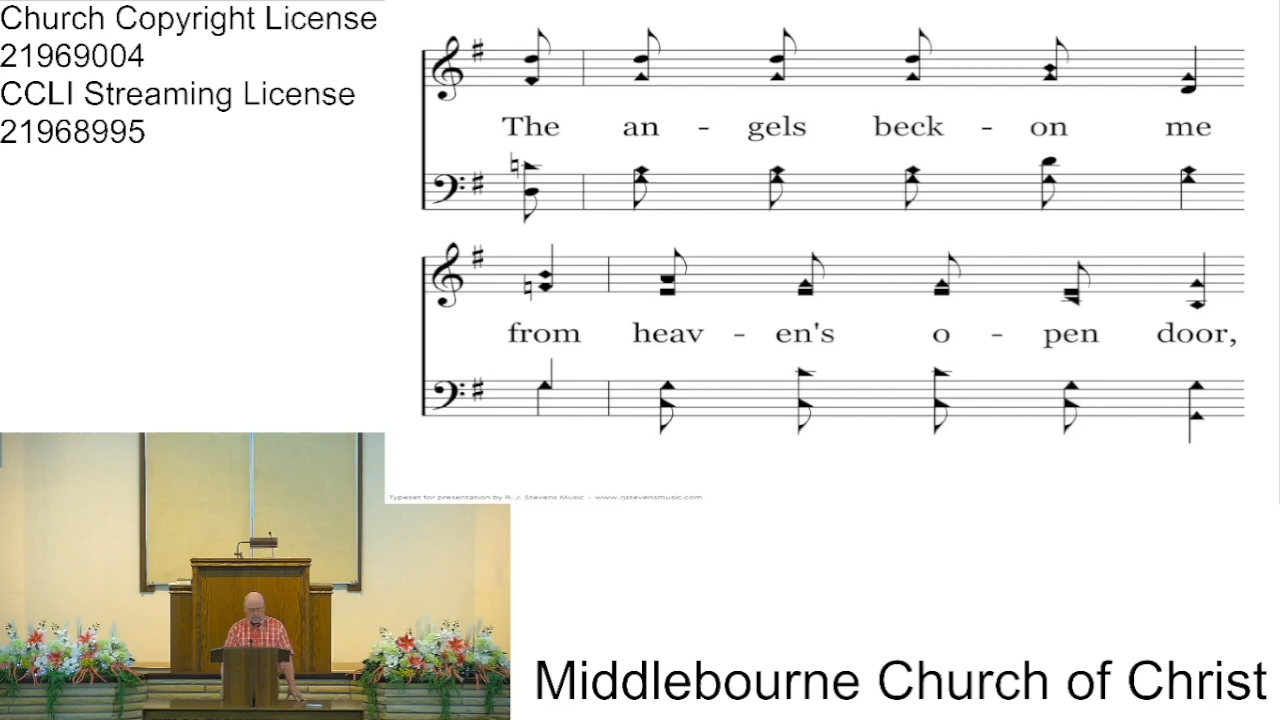 Church Copyright License
21969004
CCLI Streaming License
21968995
The an - gels beck - on me
from heav - en's o - pen door,
Typeset for presentation by R. J. Stevens Music - www.rjstevensmusic.com
Middlebourne Church of Christ